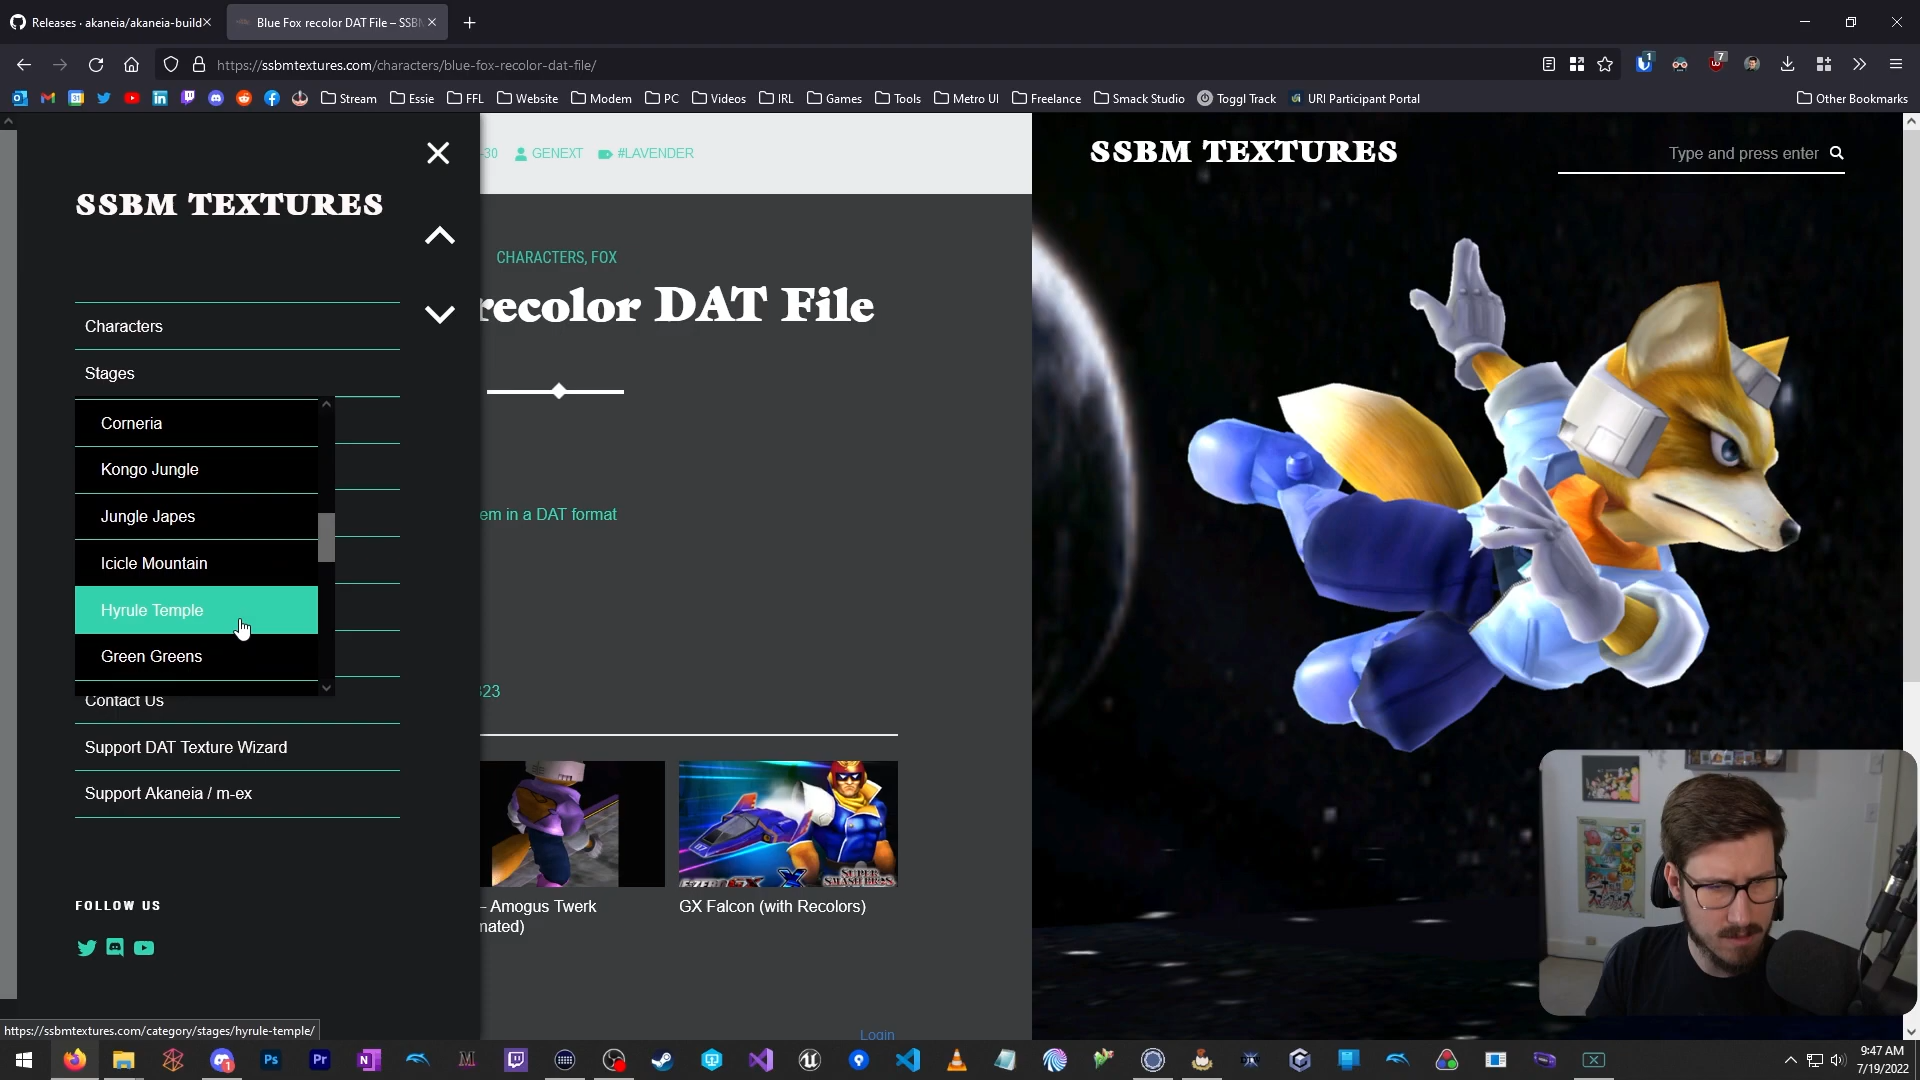 Releases · akaneia/akaneia-build
Blue Fox recolor DAT File – SSB
https://ssbmtextures.com/characters/blue-fox-recolor-dat-file/
1
7
Stream
Essie
FFL
Website
Modem
PC
Videos
IRL
Games
Tools
Metro UI
Freelance
Smack Studio
Toggl Track
URI Participant Portal
Other Bookmarks
SSBM TEXTURES
Characters
Stages
Corneria
Kongo Jungle
Jungle Japes
Icicle Mountain
Hyrule Temple
Green Greens
Contact Us
Support DAT Texture Wizard
Support Akaneia / m-ex
FOLLOW US
-30
GENEXT
#LAVENDER
CHARACTERS, FOX
recolor DAT File
em in a DAT format
323
– Amogus Twerk
mated)
GX Falcon (with Recolors)
Login
SSBM TEXTURES
Type and press enter
https://ssbmtextures.com/category/stages/hyrule-temple/
9:47 AM
7/19/2022